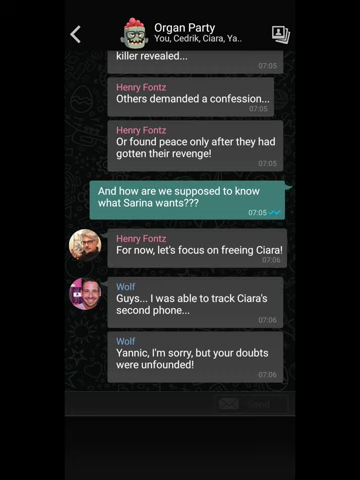 Organ Party
You, Cedrik, Ciara, Ya..
killer revealed...
07:05
Henry Fontz
Others demanded a confession...
07:05
Henry Fontz
Or found peace only after they had
gotten their revenge!
07:05
And how are we supposed to know
what Sarina wants???
07:05
Henry Fontz
For now, let's focus on freeing Ciara!
07:06
Wolf
Guys... I was able to track Ciara's
second phone...
07:06
Wolf
Yannic, I'm sorry, but your doubts
were unfounded!
07:06
Send